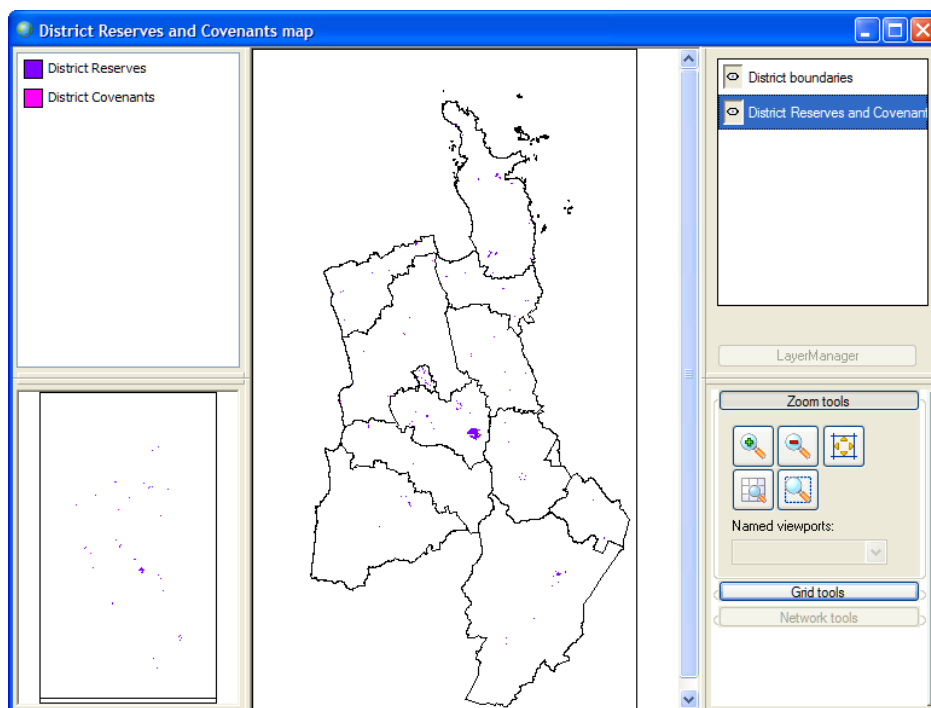 District Reserves and Covenants map
District Reserves
District Covenants
District boundaries
District Reserves and Covenant
LayerManager
Zoom tools
Named viewports:
Grid tools
Network tools